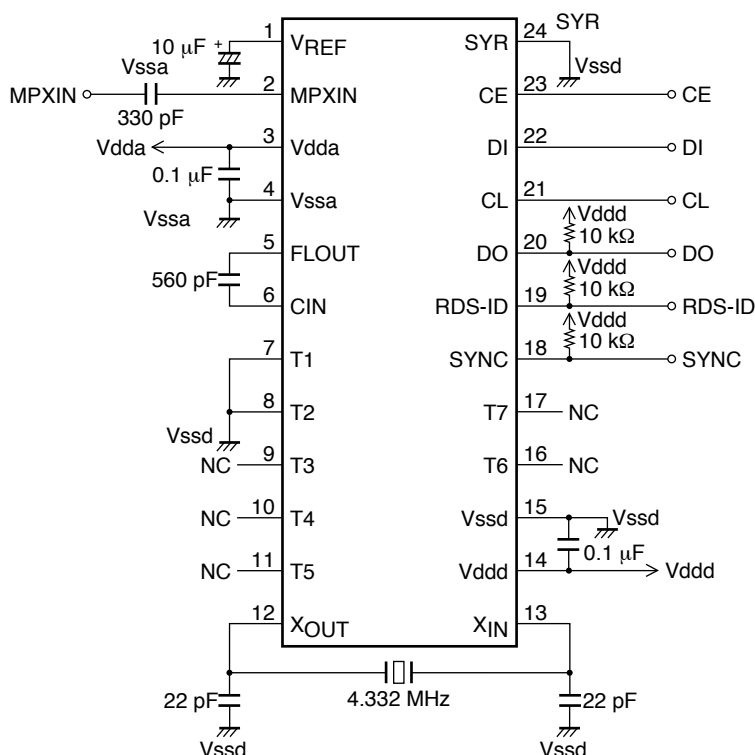 SYR
1 VREF SYR 24
10 µF +
Vssa
Vssd
MPXIN 2 MPXIN CE 23 CE
330 pF
Vdda 3 Vdda DI 22 DI
0.1 µF
4 Vssa CL 21 CL
Vssa
Vddd
10 kΩ
5 FLOUT DO 20 DO
560 pF
Vddd
10 kΩ
6 CIN RDS-ID 19 RDS-ID
Vddd
10 kΩ
7 T1 SYNC 18 SYNC
8 T2 T7 17 NC
Vssd
NC 9 T3 T6 16 NC
NC 10 T4 Vssd 15 Vssd
0.1 µF
NC 11 T5 Vddd 14 Vddd
12 XOUT XIN 13
22 pF 4.332 MHz 22 pF
Vssd Vssd